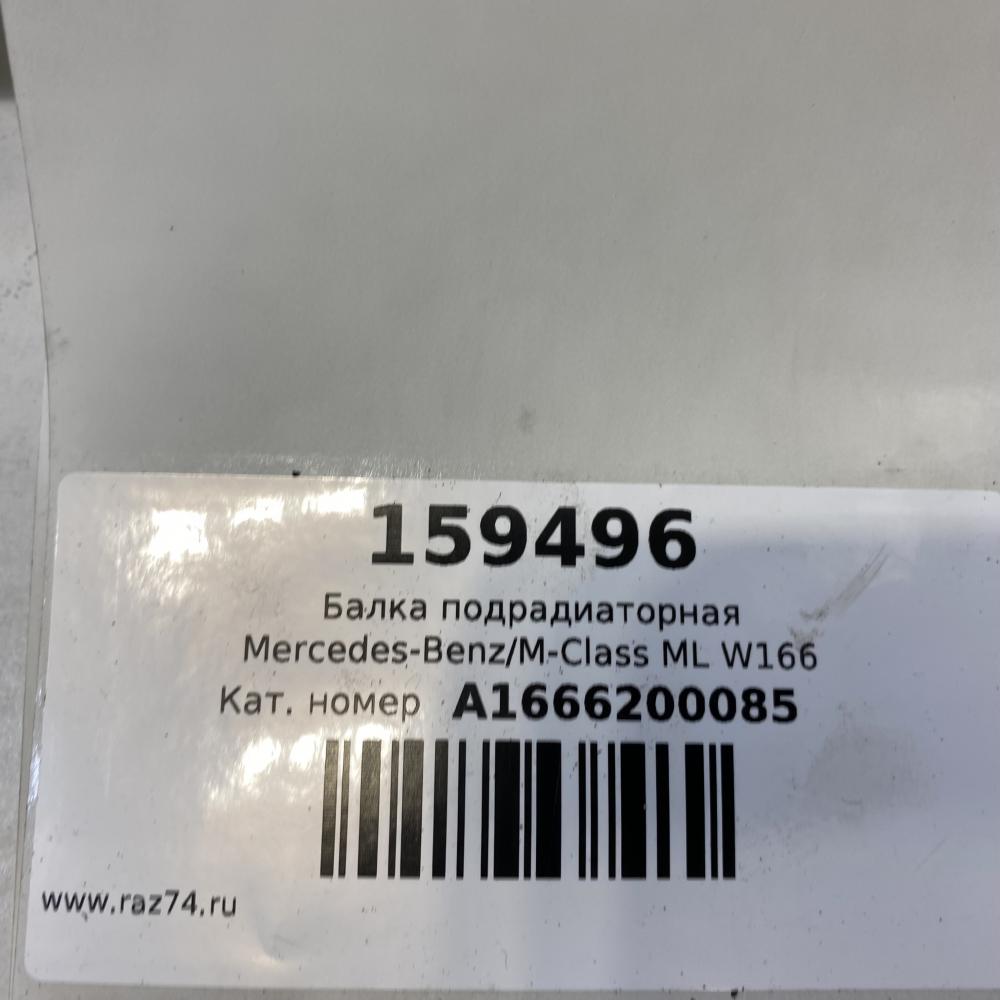 159496
Балка подрадиаторная
Mercedes-Benz/M-Class ML W166
Кат. номер A1666200085
www.raz74.ru